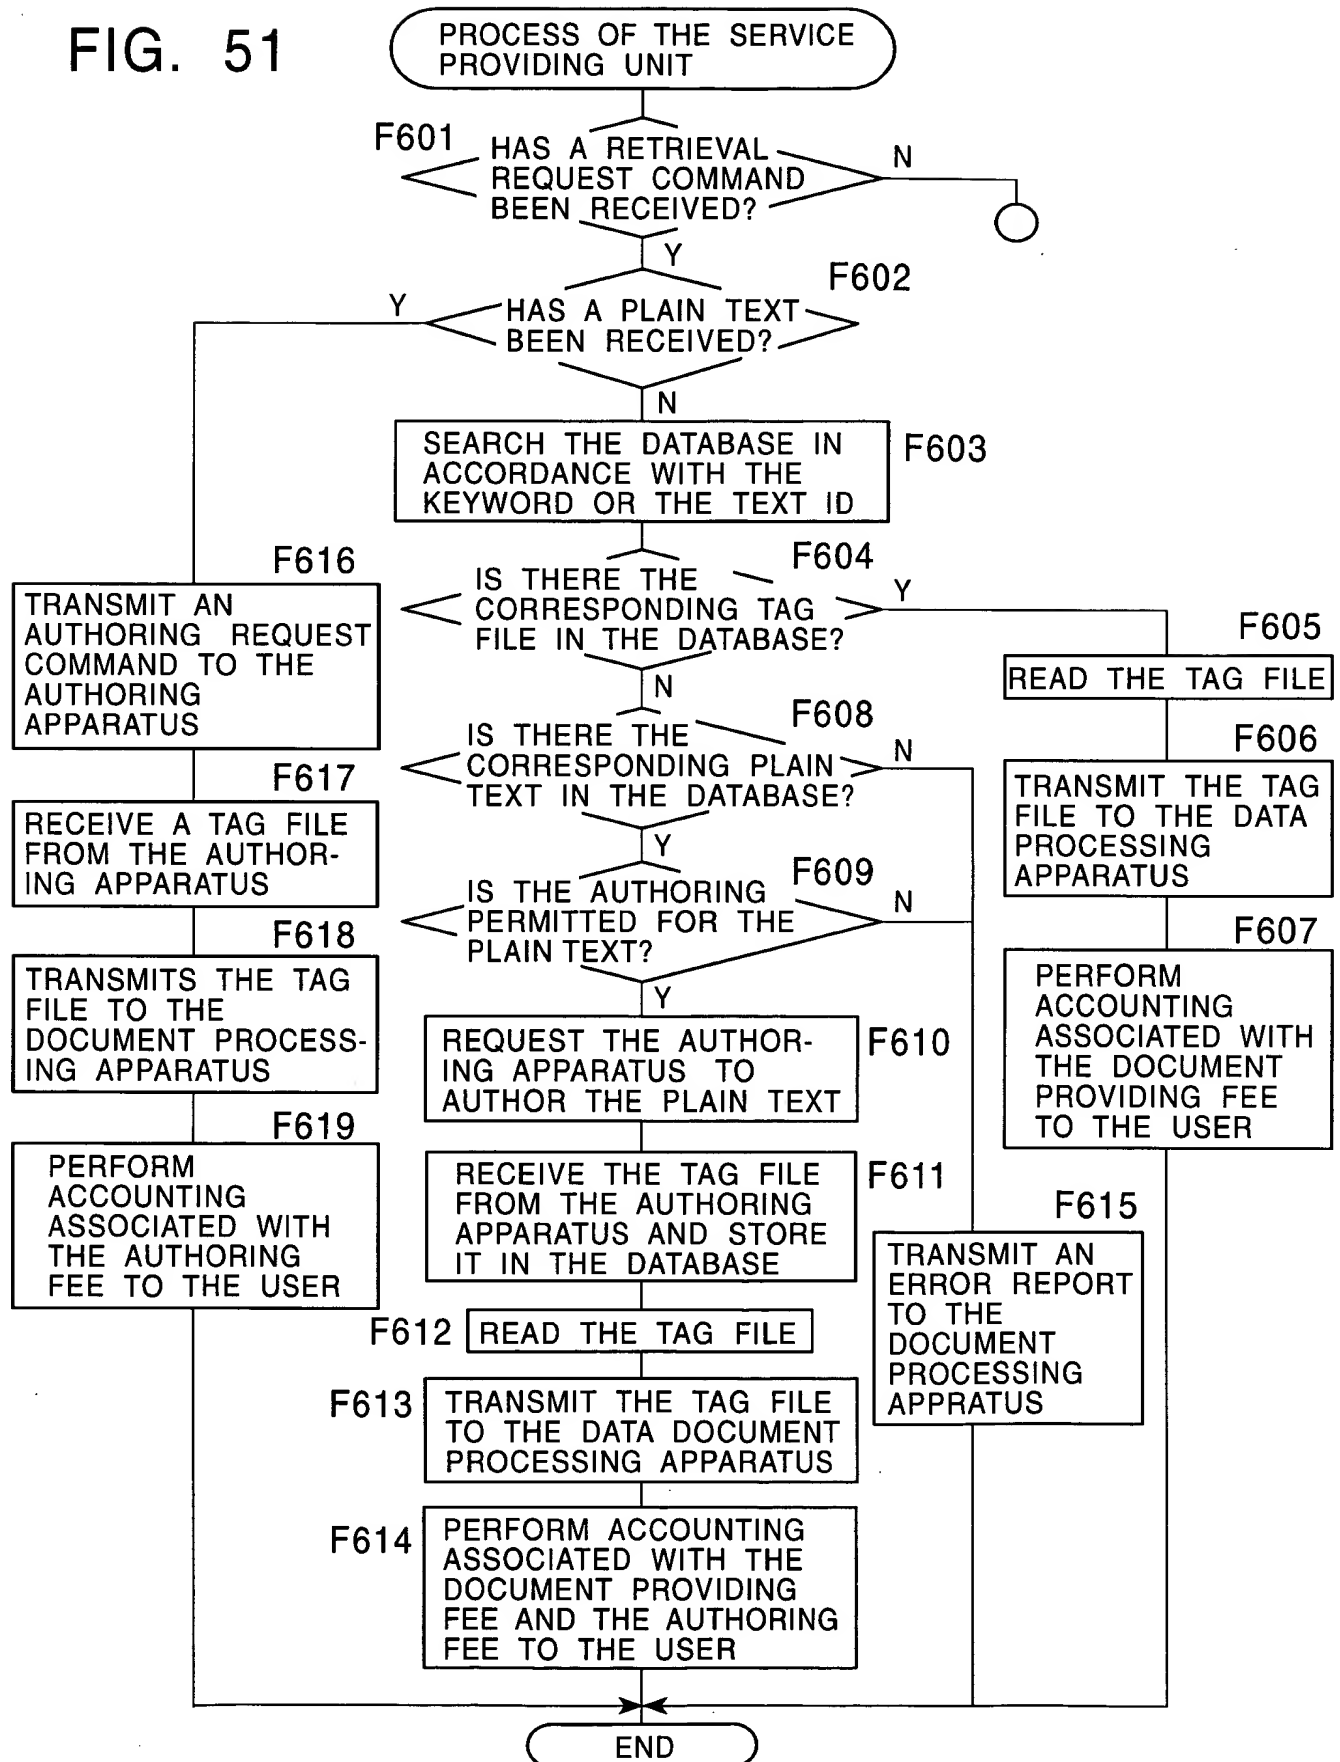 FIG. 51
PROCESS OF THE SERVICE
PROVIDING UNIT
F601
HAS A RETRIEVAL
REQUEST COMMAND
BEEN RECEIVED?
N
Y
F602
HAS A PLAIN TEXT
BEEN RECEIVED?
Y
N
SEARCH THE DATABASE IN
ACCORDANCE WITH THE
KEYWORD OR THE TEXT ID
F603
F604
IS THERE THE
CORRESPONDING TAG
FILE IN THE DATABASE?
Y
N
F605
READ THE TAG FILE
F606
TRANSMIT THE TAG
FILE TO THE DATA
PROCESSING
APPARATUS
F607
PERFORM
ACCOUNTING
ASSOCIATED WITH
THE DOCUMENT
PROVIDING FEE
TO THE USER
F608
IS THERE THE
CORRESPONDING PLAIN
TEXT IN THE DATABASE?
N
Y
F609
IS THE AUTHORING
PERMITTED FOR THE
PLAIN TEXT?
N
Y
REQUEST THE AUTHOR-
ING APPARATUS TO
AUTHOR THE PLAIN TEXT
F610
RECEIVE THE TAG FILE
FROM THE AUTHORING
APPARATUS AND STORE
IT IN THE DATABASE
F611
F612
READ THE TAG FILE
F613
TRANSMIT THE TAG FILE
TO THE DATA DOCUMENT
PROCESSING APPARATUS
F614
PERFORM ACCOUNTING
ASSOCIATED WITH THE
DOCUMENT PROVIDING
FEE AND THE AUTHORING
FEE TO THE USER
F615
TRANSMIT AN
ERROR REPORT
TO THE
DOCUMENT
PROCESSING
APPRATUS
F616
TRANSMIT AN
AUTHORING REQUEST
COMMAND TO THE
AUTHORING
APPARATUS
F617
RECEIVE A TAG FILE
FROM THE AUTHOR-
ING APPARATUS
F618
TRANSMITS THE TAG
FILE TO THE
DOCUMENT PROCESS-
ING APPARATUS
F619
PERFORM
ACCOUNTING
ASSOCIATED WITH
THE AUTHORING
FEE TO THE USER
END